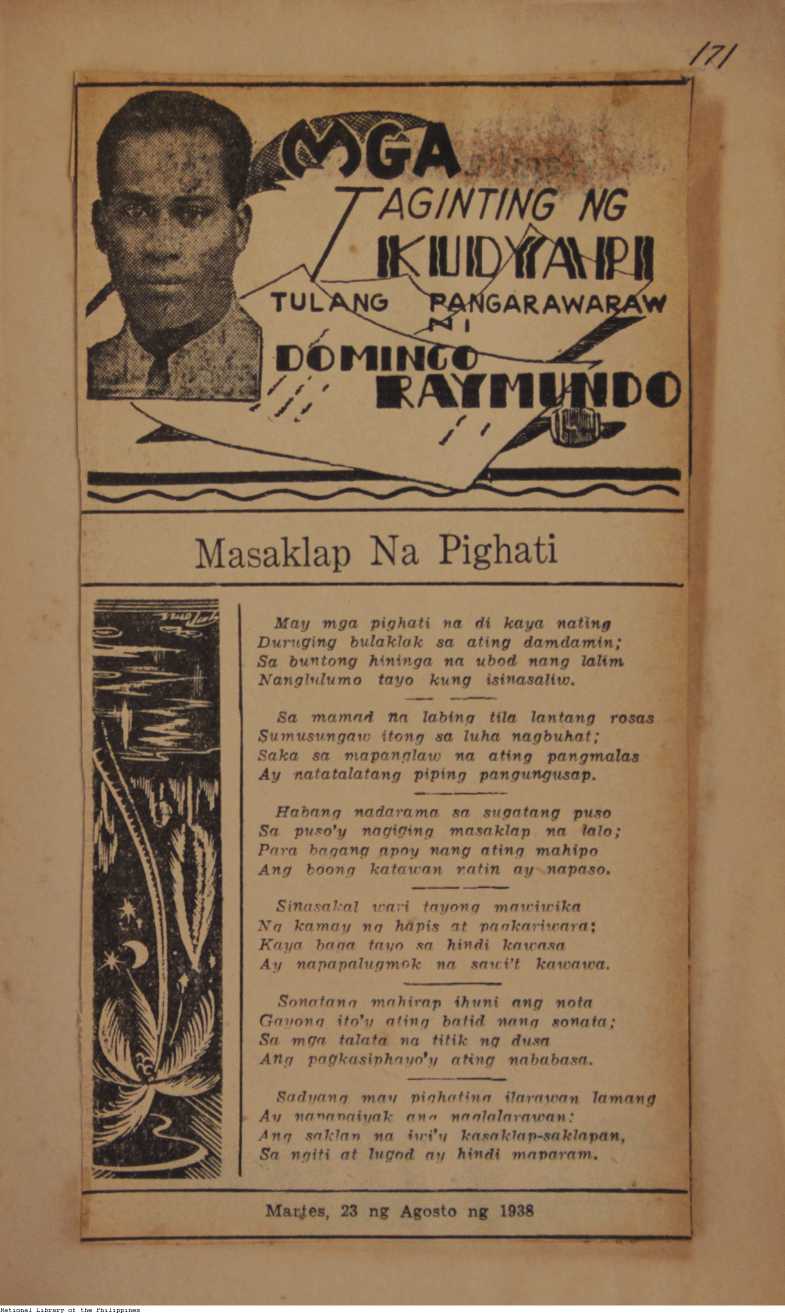 171
MGA
TAGINTING NG
KUDYAPI
TULANG PANGARAWARAW
NI
DOMINGO
RAYMUNDO
Masaklap Na Pighati
May mga pighati na di kaya nating
Duruging bulaklak sa ating damdamin;
Sa buntong hininga na ubod nang lalim
Nanglulumo tayo kung isinasaliw.
Sa mamad na labing tila lantang rosas
Sumusungaw itong sa luha nagbuhat;
Saka sa mapanglaw na ating pangmalas
Ay natatalatang piping pangungusap.
Habang nadarama sa sugatang puso
Sa puso'y nagiging masaklap na lalo;
Para bagang apoy nang ating mahipo
Ang boong katawan ratin ay napaso.
Sinasakal wari tayong mawiwika
Ng kamay ng hapis at pagkariwara;
Kaya baga tayo sa hindi kawasa
Ay napapalugmok na sawi't kawawa.
Sonatang mahirap ihuni ang nota
Gayong ito'y ating batid nang sonata;
Sa mga talata na titik ng dusa
Ang pagkasiphayo'y ating nababasa.
Sadyang may pighating ilarawan lamang
Ay napapaiyak ang naglalarawan:
Ang saklap na iwi'y kasaklap-saklapan,
Sa ngiti at lugod ay hindi maparam.
Martes, 23 ng Agosto ng 1938
National Library of the Philippines